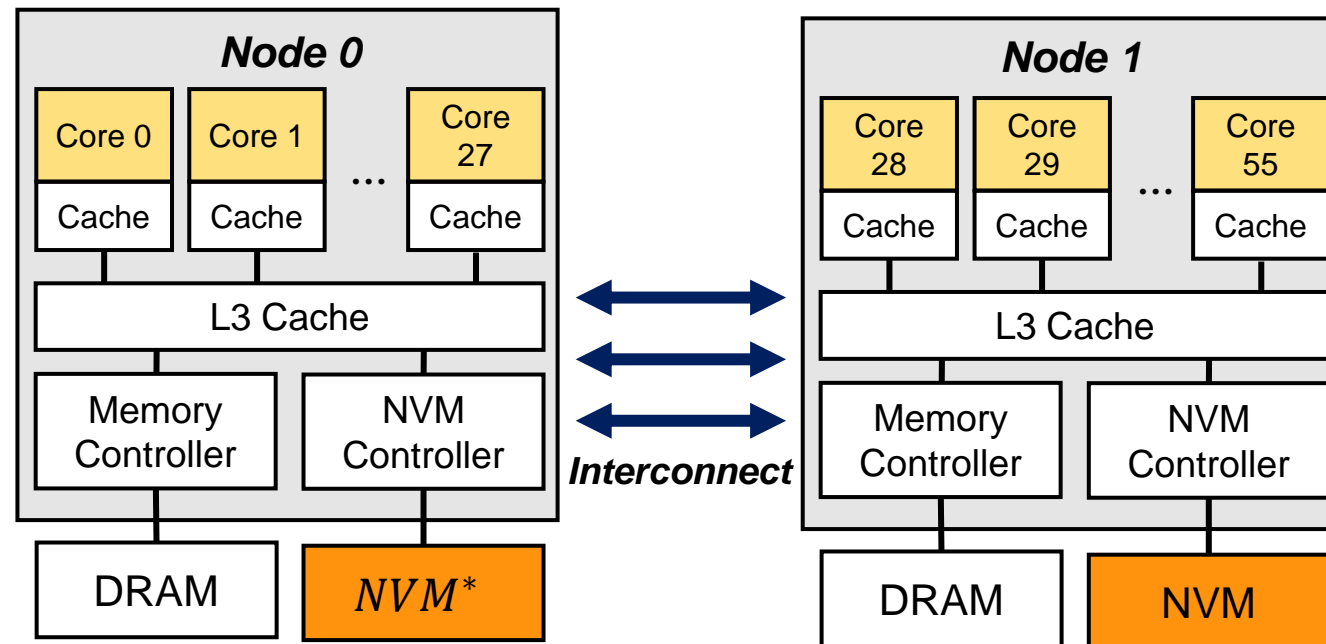 Node 0
Core 0
Core 1
Core
27
...
Cache
Cache
Cache
L3 Cache
Memory
Controller
NVM
Controller
DRAM
NVM*
Interconnect
Node 1
Core
28
Core
29
Core
55
...
Cache
Cache
Cache
L3 Cache
Memory
Controller
NVM
Controller
DRAM
NVM